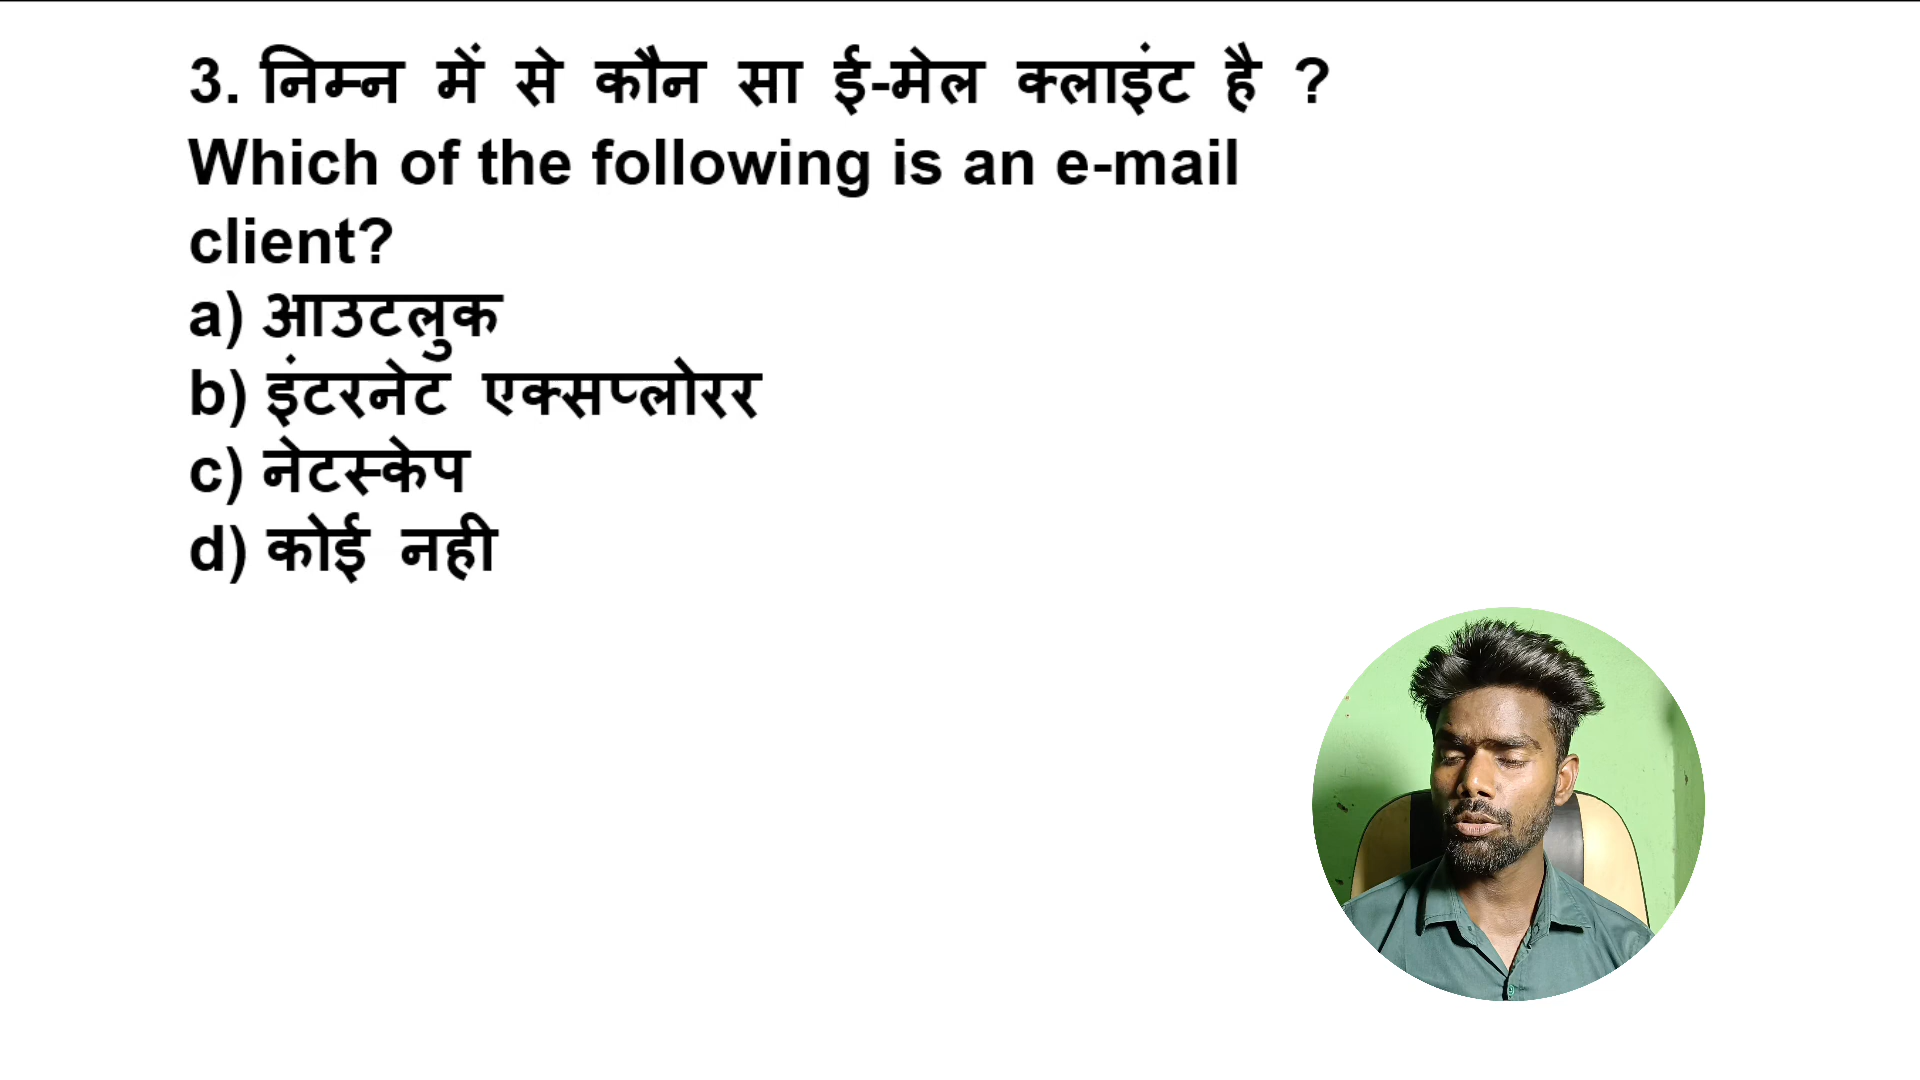 3. निम्न में से कौन सा ई-मेल क्लाइंट है ?
Which of the following is an e-mail
client?
a) आउटलुक
b) इंटरनेट एक्सप्लोरर
c) नेटस्केप
d) कोई नही